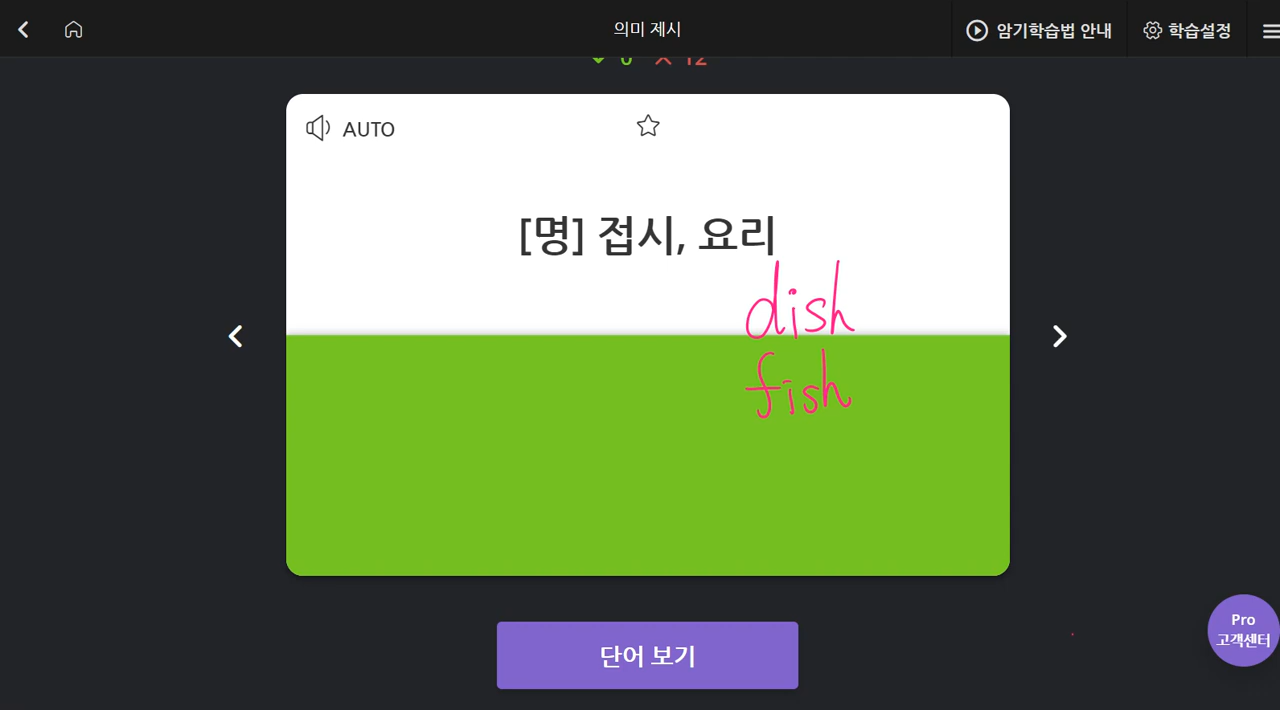 의미 제시
암기학습법 안내
학습설정
AUTO
[명] 접시, 요리
dish
fish
단어 보기
Pro
고객센터